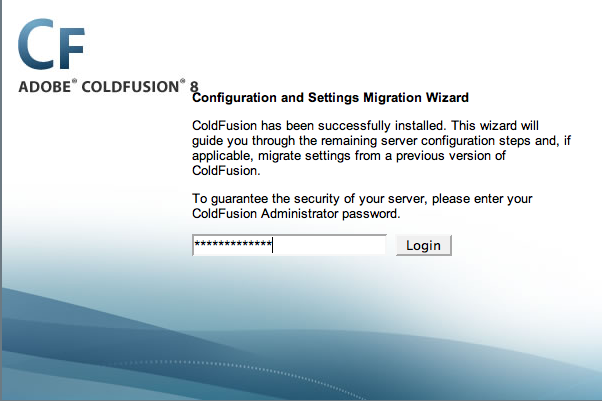 CF
ADOBE® COLDFUSION® 8
Configuration and Settings Migration Wizard
ColdFusion has been successfully installed. This wizard will
guide you through the remaining server configuration steps and, if
applicable, migrate settings from a previous version of
ColdFusion.
To guarantee the security of your server, please enter your
ColdFusion Administrator password.
*************
Login